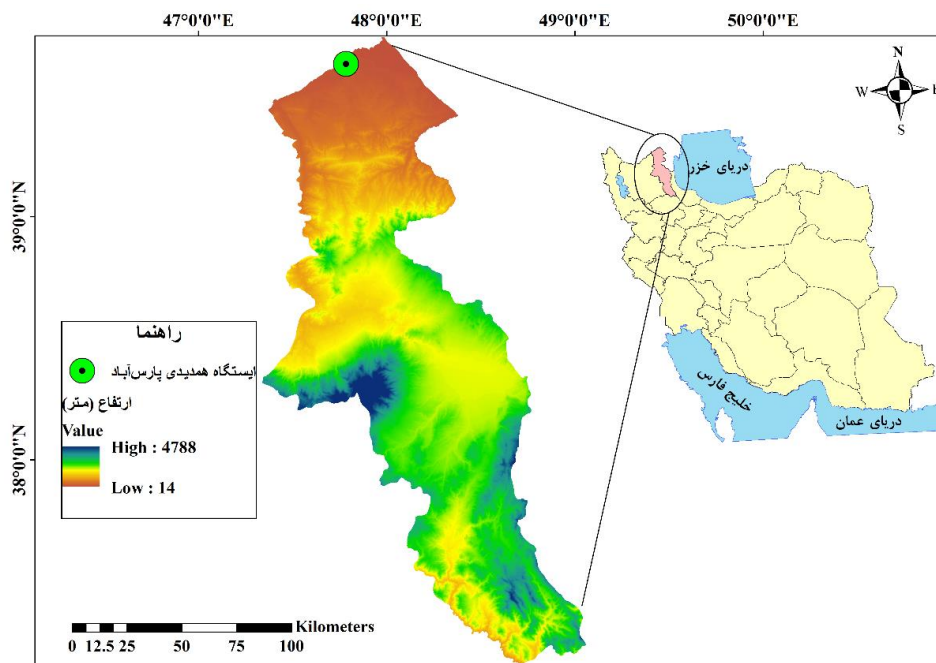 47°0'0"E 48°0'0"E 49°0'0"E 50°0'0"E
N
W E
S
دریای خزر
39°0'0"N
راهنما
ایستگاه همدیدی پارس‌آباد
ارتفاع (متر)
Value
High : 4788
Low : 14
38°0'0"N
خلیج فارس
دریای عمان
Kilometers
0 12.5 25 50 75 100